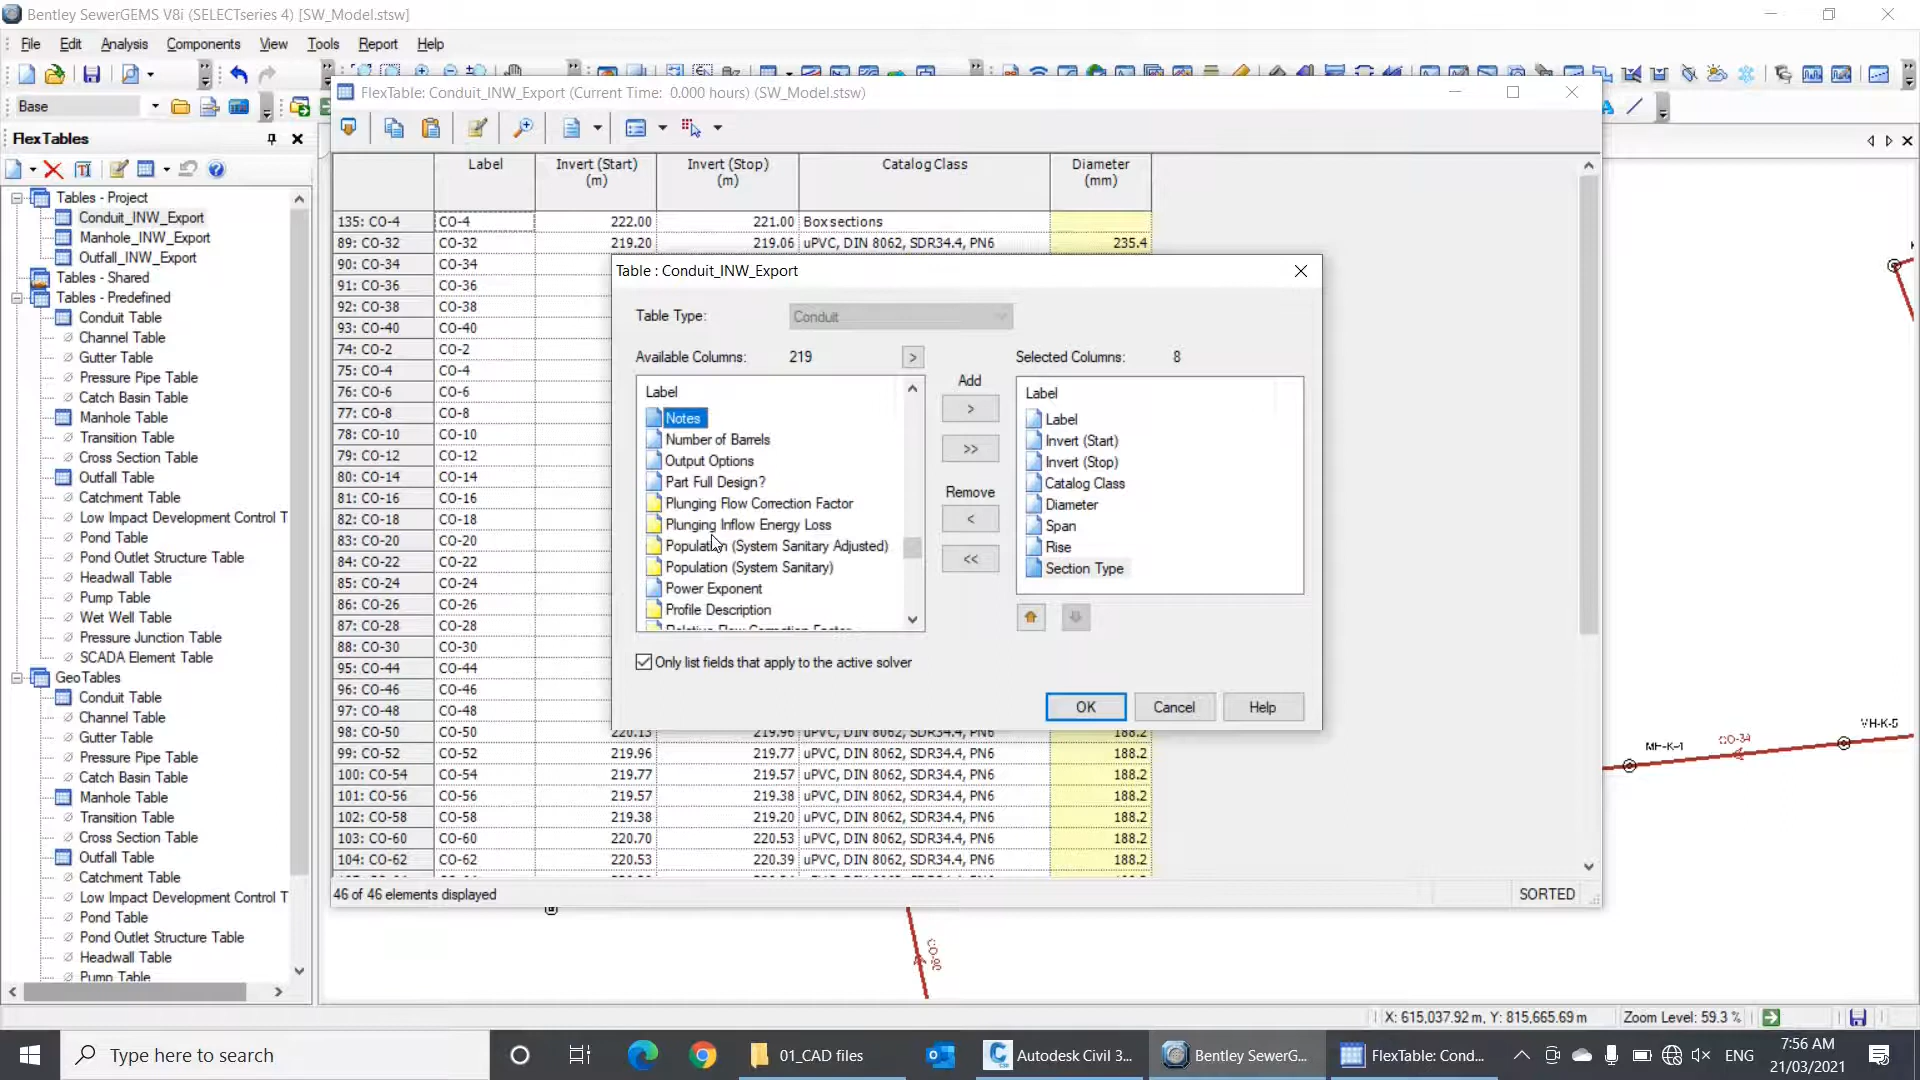 Bentley SewerGEMS V8i (SELECTseries 4) [SW_Model.stsw]
File Edit Analysis Components View Tools Report Help
Base
FlexTables
Tables - Project
Conduit_INW_Export
Manhole_INW_Export
Outfall_INW_Export
Tables - Shared
Tables - Predefined
Conduit Table
Channel Table
Gutter Table
Pressure Pipe Table
Catch Basin Table
Manhole Table
Transition Table
Cross Section Table
Outfall Table
Catchment Table
Low Impact Development Control T
Pond Table
Pond Outlet Structure Table
Headwall Table
Pump Table
Wet Well Table
Pressure Junction Table
SCADA Element Table
GeoTables
Conduit Table
Channel Table
Gutter Table
Pressure Pipe Table
Catch Basin Table
Manhole Table
Transition Table
Cross Section Table
Outfall Table
Catchment Table
Low Impact Development Control T
Pond Table
Pond Outlet Structure Table
Headwall Table
Pump Table
FlexTable: Conduit_INW_Export (Current Time: 0.000 hours) (SW_Model.stsw)
Label Invert (Start) (m) Invert (Stop) (m) Catalog Class Diameter (mm)
135: CO-4 CO-4 222.00 221.00 Box sections
89: CO-32 CO-32 219.20 219.06 uPVC, DIN 8062, SDR34.4, PN6 235.4
90: CO-34 CO-34
91: CO-36 CO-36
92: CO-38 CO-38
93: CO-40 CO-40
74: CO-2 CO-2
75: CO-4 CO-4
76: CO-6 CO-6
77: CO-8 CO-8
78: CO-10 CO-10
79: CO-12 CO-12
80: CO-14 CO-14
81: CO-16 CO-16
82: CO-18 CO-18
83: CO-20 CO-20
84: CO-22 CO-22
85: CO-24 CO-24
86: CO-26 CO-26
87: CO-28 CO-28
88: CO-30 CO-30
95: CO-44 CO-44
96: CO-46 CO-46
97: CO-48 CO-48
98: CO-50 CO-50 220.13 219.96 uPVC, DIN 8062, SDR34.4, PN6 188.2
99: CO-52 CO-52 219.96 219.77 uPVC, DIN 8062, SDR34.4, PN6 188.2
100: CO-54 CO-54 219.77 219.57 uPVC, DIN 8062, SDR34.4, PN6 188.2
101: CO-56 CO-56 219.57 219.38 uPVC, DIN 8062, SDR34.4, PN6 188.2
102: CO-58 CO-58 219.38 219.20 uPVC, DIN 8062, SDR34.4, PN6 188.2
103: CO-60 CO-60 220.70 220.53 uPVC, DIN 8062, SDR34.4, PN6 188.2
104: CO-62 CO-62 220.53 220.39 uPVC, DIN 8062, SDR34.4, PN6 188.2
46 of 46 elements displayed SORTED
Table : Conduit_INW_Export
Table Type: Conduit
Available Columns: 219 >
Label
Notes
Number of Barrels
Output Options
Part Full Design?
Plunging Flow Correction Factor
Plunging Inflow Energy Loss
Population (System Sanitary Adjusted)
Population (System Sanitary)
Power Exponent
Profile Description
Relative Flow Correction Factor
Add
>
>>
Remove
<
<<
Selected Columns: 8
Label
Label
Invert (Start)
Invert (Stop)
Catalog Class
Diameter
Span
Rise
Section Type
Only list fields that apply to the active solver
OK Cancel Help
CO-34
CO-90
X: 615,037.92 m, Y: 815,665.69 m Zoom Level: 59.3 %
Type here to search
01_CAD files
Autodesk Civil 3...
Bentley SewerG...
FlexTable: Cond...
ENG
7:56 AM
21/03/2021